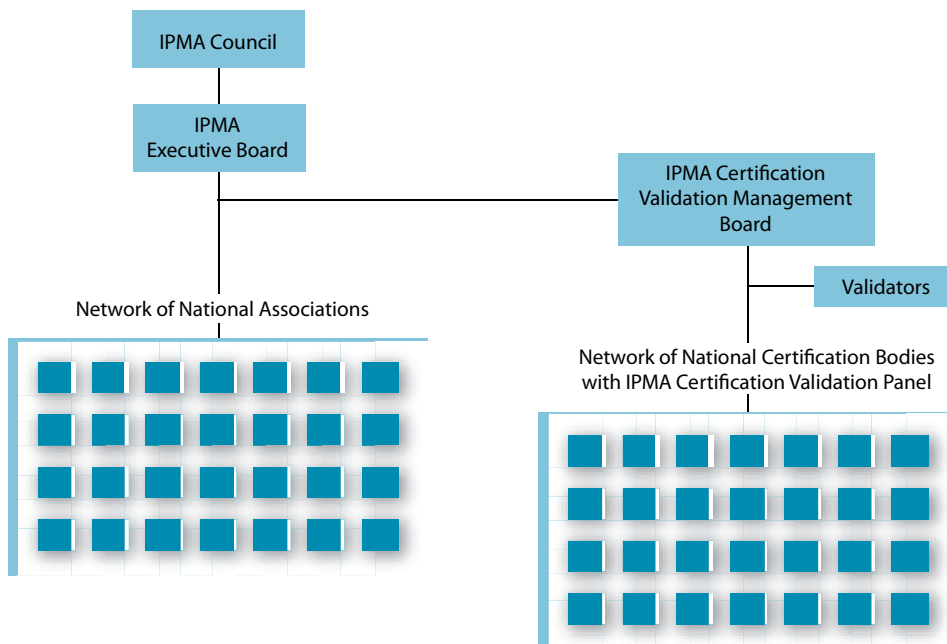 IPMA Council
IPMA
Executive Board
IPMA Certification
Validation Management
Board
Validators
Network of National Associations
Network of National Certification Bodies
with IPMA Certification Validation Panel